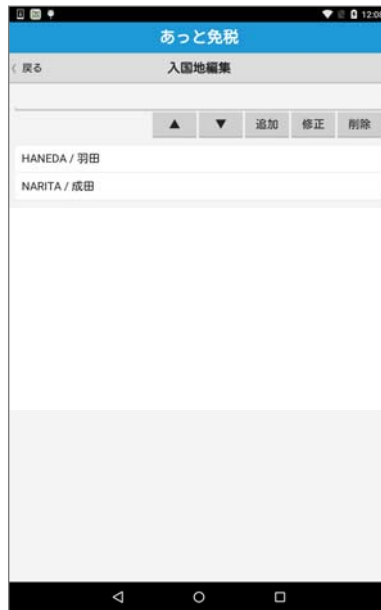 12:0
あっと免税
〈 戻る
入国地編集
▲ ▼ 追加 修正 削除
HANEDA / 羽田
NARITA / 成田